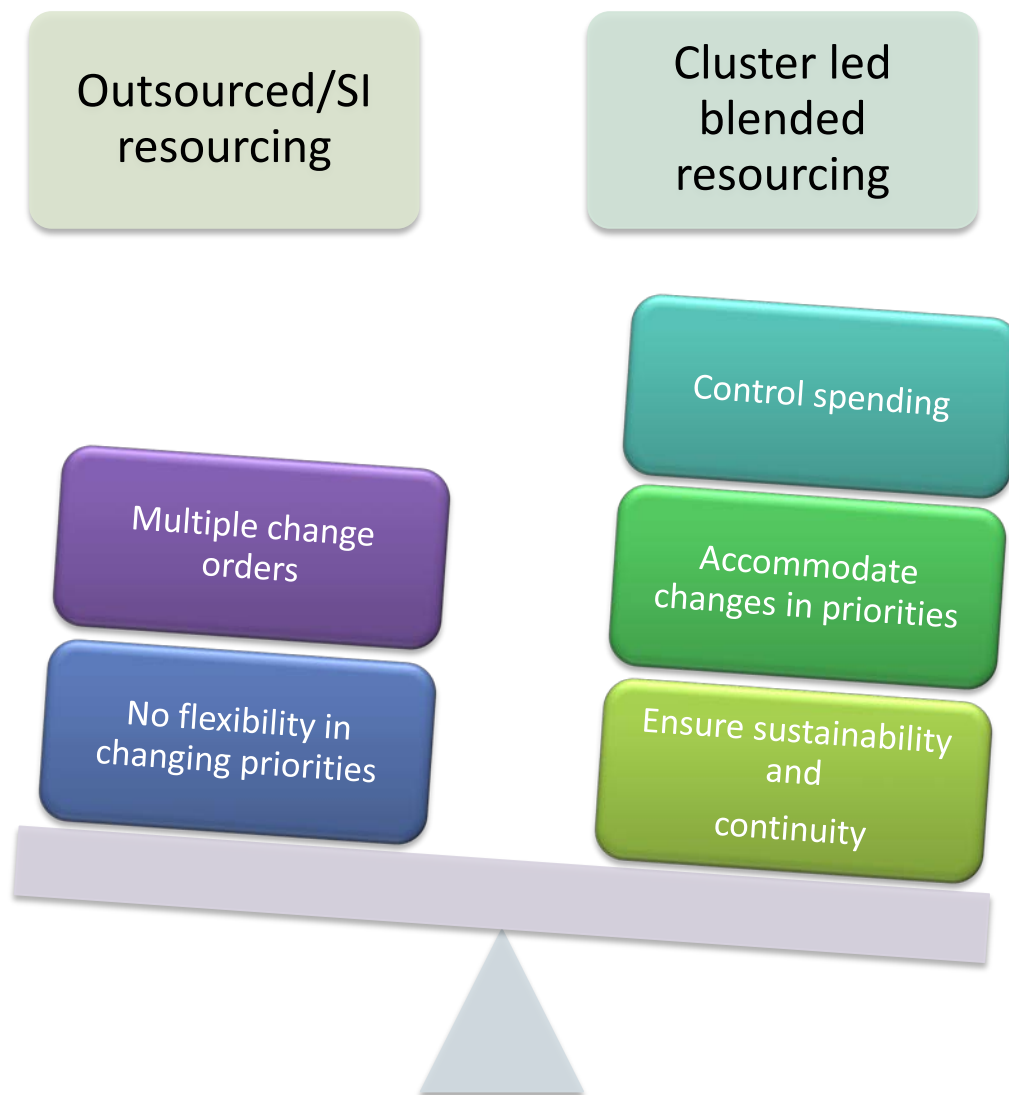 Outsourced/SI
resourcing
Cluster led
blended
resourcing
Multiple change
orders
No flexibility in
changing priorities
Control spending
Accommodate
changes in priorities
Ensure sustainability
and
continuity